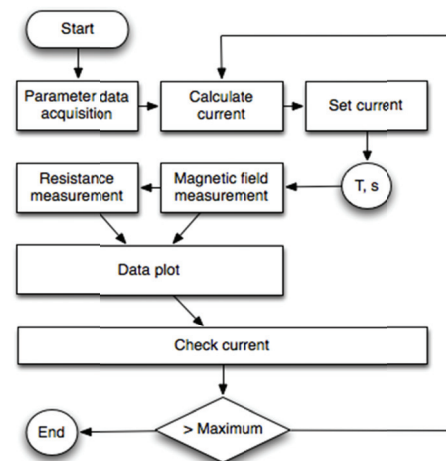 Start
Parameter data
acquisition
Calculate
current
Set current
T, s
Magnetic field
measurement
Resistance
measurement
Data plot
Check current
> Maximum
End